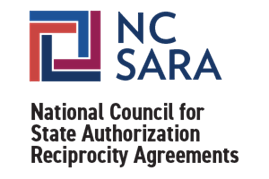 NC
SARA
National Council for
State Authorization
Reciprocity Agreements